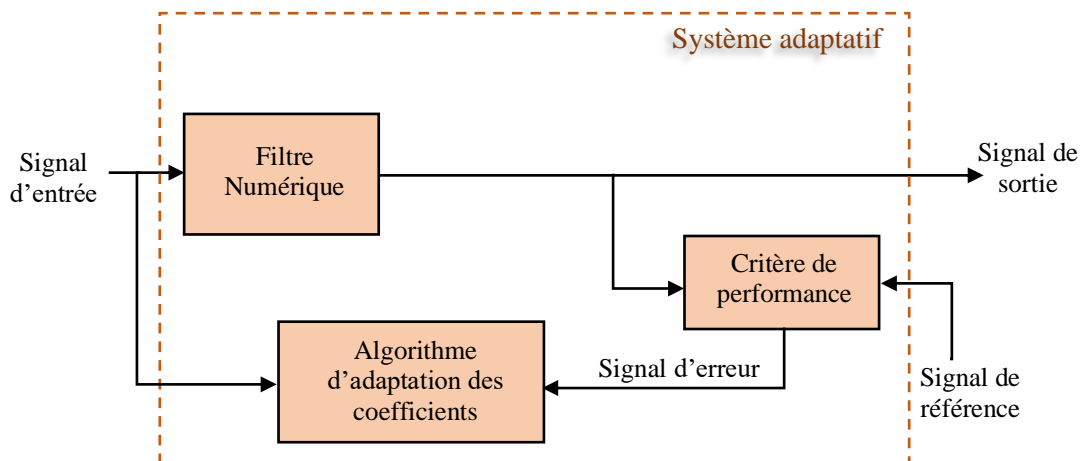 Système adaptatif
Signal
d’entrée
Filtre
Numérique
Signal de
sortie
Critère de
performance
Algorithme
d’adaptation des
coefficients
Signal d’erreur
Signal de
référence